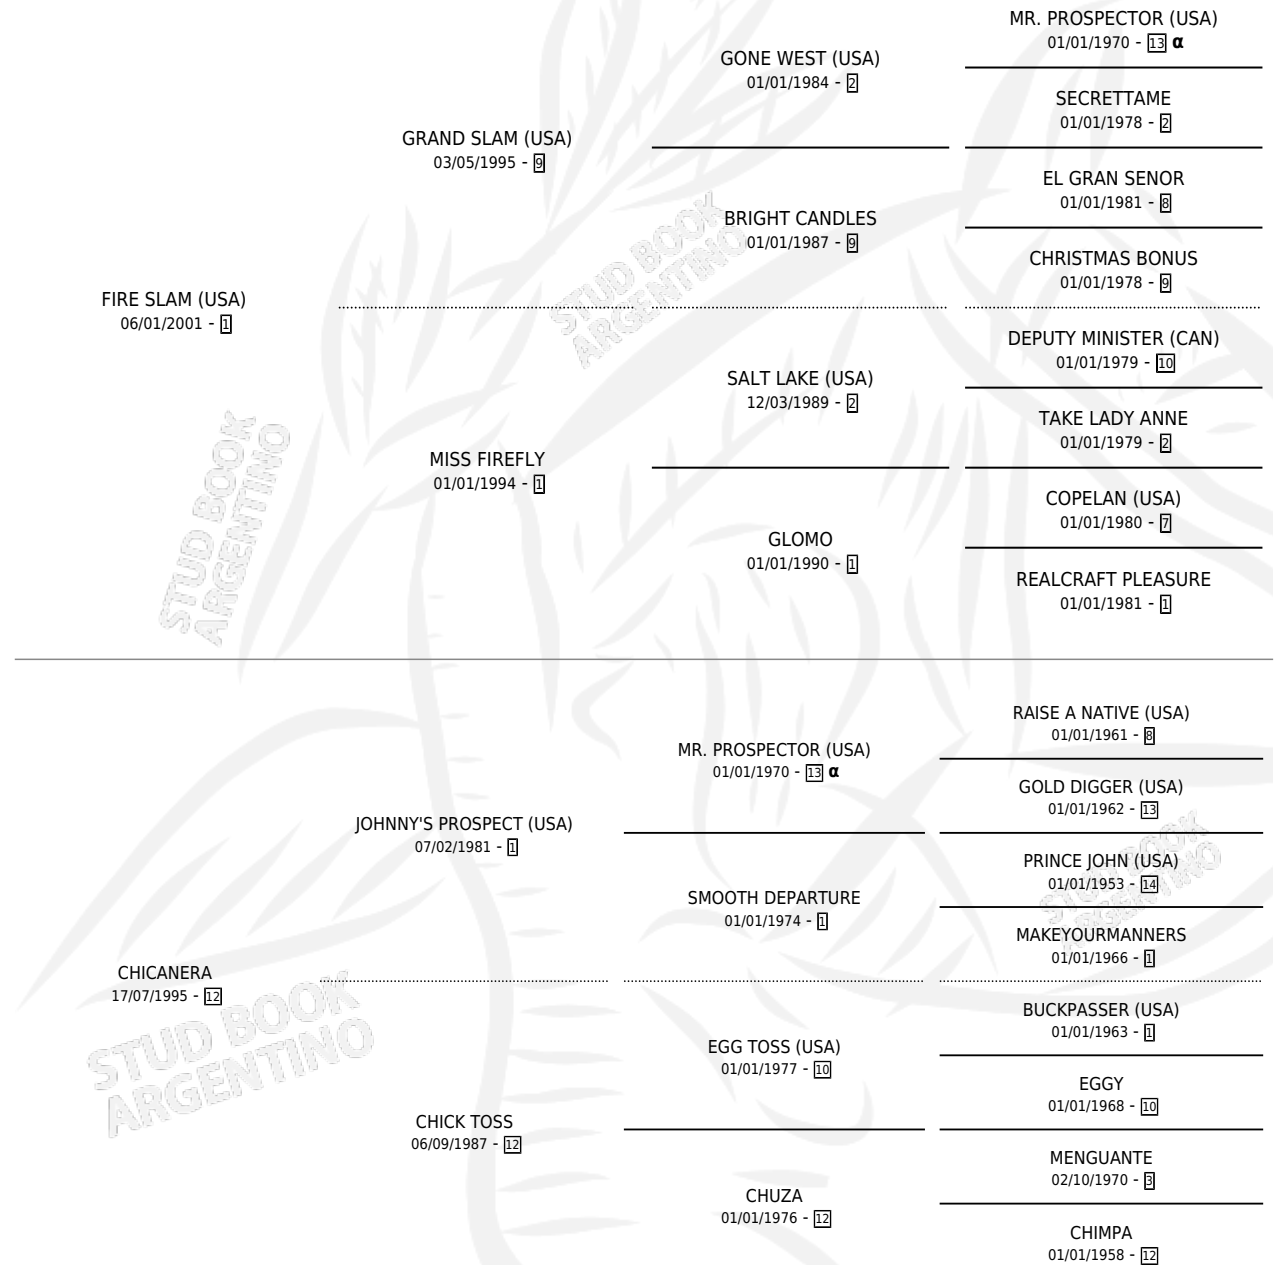 MR. PROSPECTOR (USA)
01/01/1970 - 13 α
GONE WEST (USA)
01/01/1984 - 2
SECRETTAME
01/01/1978 - 2
GRAND SLAM (USA)
03/05/1995 - 9
EL GRAN SENOR
01/01/1981 - 8
BRIGHT CANDLES
01/01/1987 - 9
CHRISTMAS BONUS
01/01/1978 - 9
FIRE SLAM (USA)
06/01/2001 - 1
DEPUTY MINISTER (CAN)
01/01/1979 - 10
SALT LAKE (USA)
12/03/1989 - 2
TAKE LADY ANNE
01/01/1979 - 2
MISS FIREFLY
01/01/1994 - 1
COPELAN (USA)
01/01/1980 - 7
GLOMO
01/01/1990 - 1
REALCRAFT PLEASURE
01/01/1981 - 1
RAISE A NATIVE (USA)
01/01/1961 - 8
MR. PROSPECTOR (USA)
01/01/1970 - 13 α
GOLD DIGGER (USA)
01/01/1962 - 13
JOHNNY'S PROSPECT (USA)
07/02/1981 - 1
PRINCE JOHN (USA)
01/01/1953 - 14
SMOOTH DEPARTURE
01/01/1974 - 1
MAKEYOURMANNERS
01/01/1966 - 1
CHICANERA
17/07/1995 - 12
BUCKPASSER (USA)
01/01/1963 - 1
EGG TOSS (USA)
01/01/1977 - 10
EGGY
01/01/1968 - 10
CHICK TOSS
06/09/1987 - 12
MENGUANTE
02/10/1970 - 3
CHUZA
01/01/1976 - 12
CHIMPA
01/01/1958 - 12
STUD BOOK
ARGENTINO
STUD BOOK
ARGENTINO
STUD BOOK
ARGENTINO
STUD BOOK
ARGENTINO